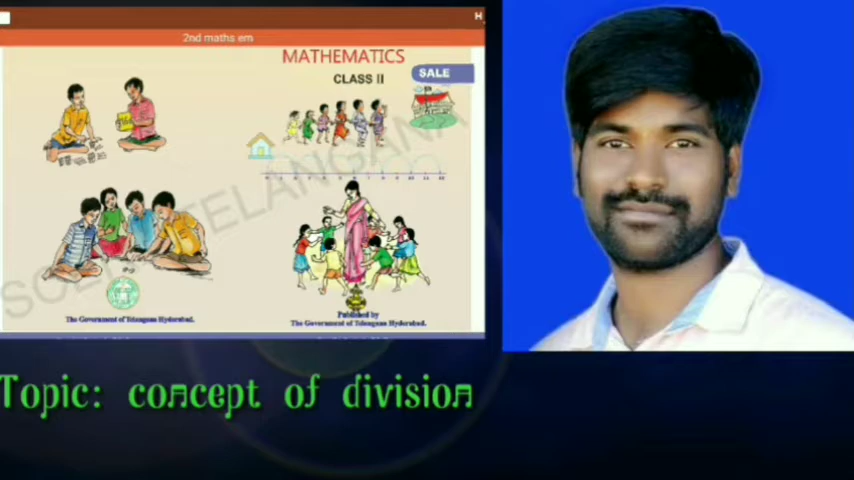 H
2nd maths em
MATHEMATICS
CLASS II
SALE
TELANGANA
The Government of Telangana Hyderabad.
Published by
The Government of Telangana Hyderabad.
Topic: concept of division